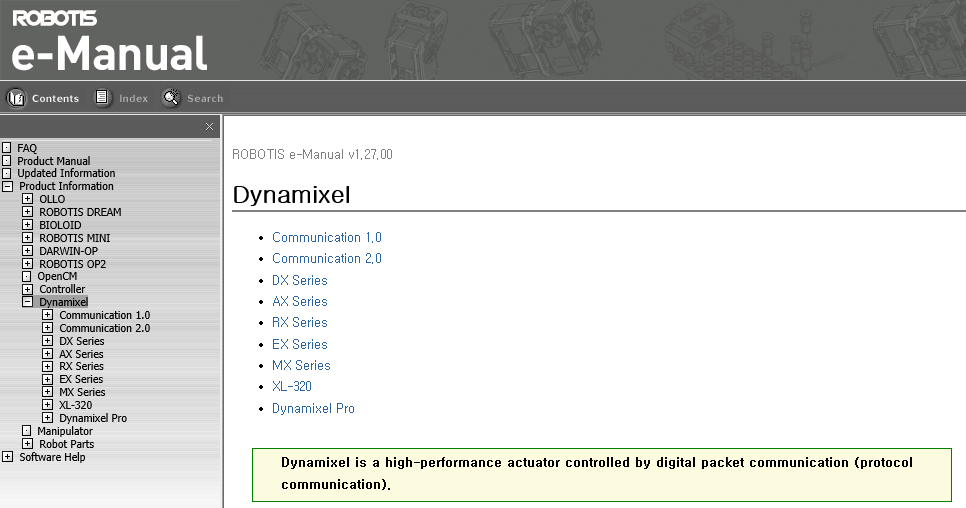 ROBOTIS
e-Manual
Contents
Index
Search
FAQ
Product Manual
Updated Information
Product Information
OLLO
ROBOTIS DREAM
BIOLOID
ROBOTIS MINI
DARWIN-OP
ROBOTIS OP2
OpenCM
Controller
Dynamixel
Communication 1.0
Communication 2.0
DX Series
AX Series
RX Series
EX Series
MX Series
XL-320
Dynamixel Pro
Manipulator
Robot Parts
Software Help
ROBOTIS e-Manual v1.27.00
Dynamixel
Communication 1.0
Communication 2.0
DX Series
AX Series
RX Series
EX Series
MX Series
XL-320
Dynamixel Pro
Dynamixel is a high-performance actuator controlled by digital packet communication (protocol
communication).